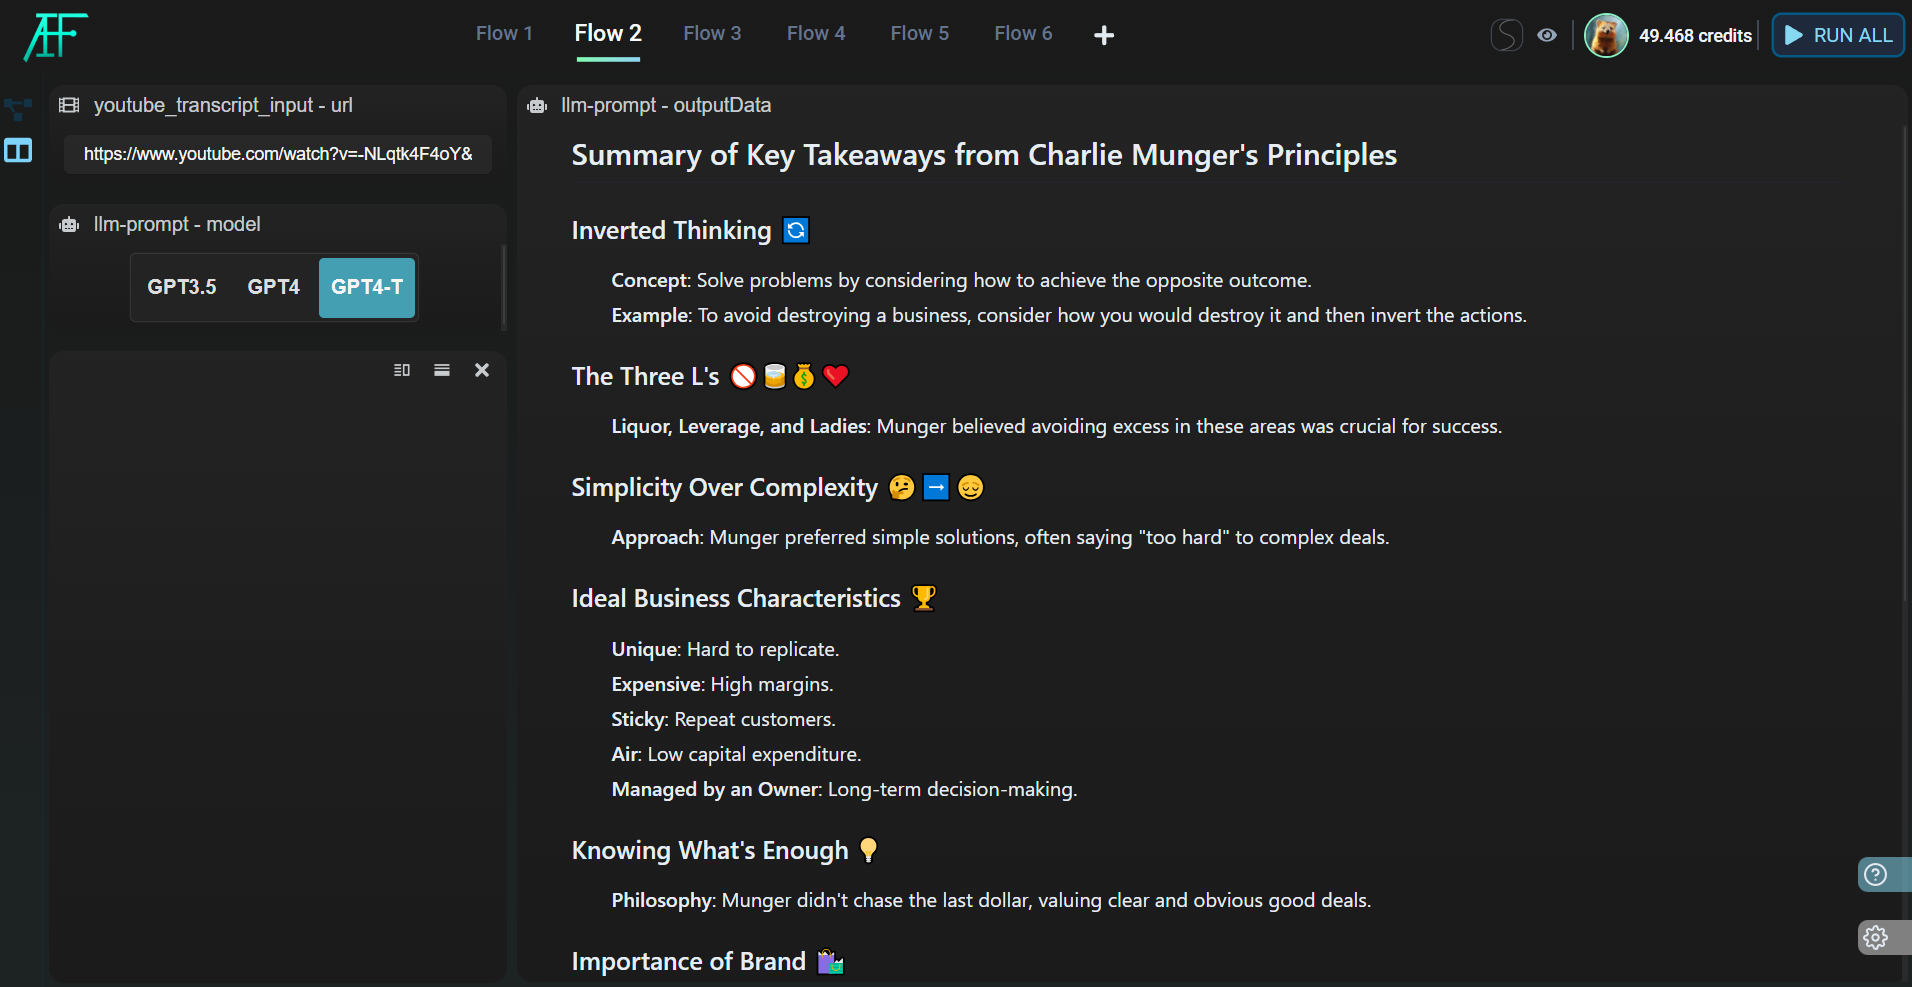 Flow 1
Flow 2
Flow 3
Flow 4
Flow 5
Flow 6
49.468 credits
RUN ALL
youtube_transcript_input - url
https://www.youtube.com/watch?v=-NLqtk4F4oY&
llm-prompt - model
GPT3.5
GPT4
GPT4-T
llm-prompt - outputData
Summary of Key Takeaways from Charlie Munger's Principles
Inverted Thinking 🔄
Concept: Solve problems by considering how to achieve the opposite outcome.
Example: To avoid destroying a business, consider how you would destroy it and then invert the actions.
The Three L's 🚫🥃💰❤️
Liquor, Leverage, and Ladies: Munger believed avoiding excess in these areas was crucial for success.
Simplicity Over Complexity 🤔➡️😌
Approach: Munger preferred simple solutions, often saying "too hard" to complex deals.
Ideal Business Characteristics 🏆
Unique: Hard to replicate.
Expensive: High margins.
Sticky: Repeat customers.
Air: Low capital expenditure.
Managed by an Owner: Long-term decision-making.
Knowing What's Enough 💡
Philosophy: Munger didn't chase the last dollar, valuing clear and obvious good deals.
Importance of Brand 🛍️